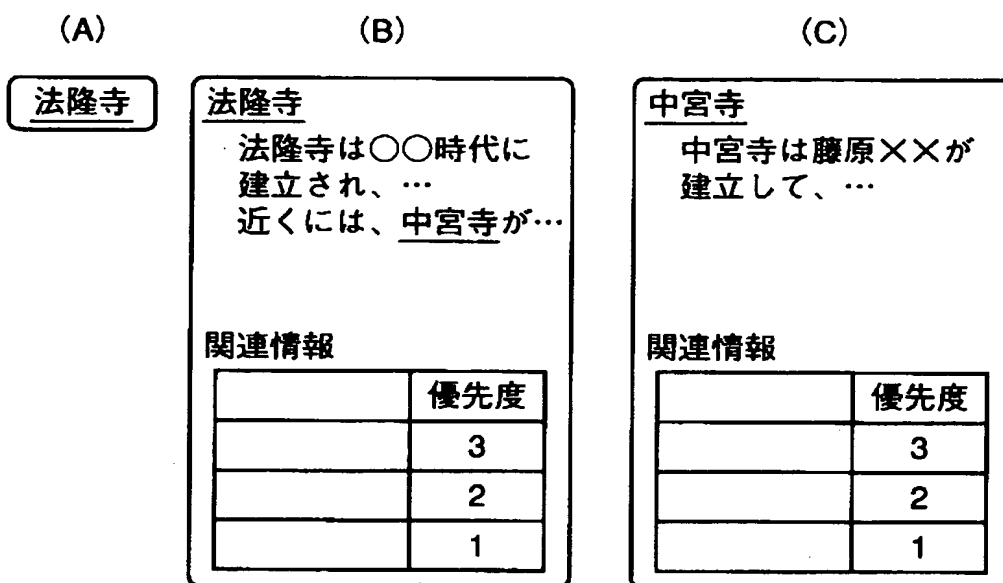 (A)
(B)
(C)
法隆寺
法隆寺
法隆寺は○○時代に
建立され、…
近くには、中宮寺が…
関連情報
優先度
3
2
1
中宮寺
中宮寺は藤原××が
建立して、…
関連情報
優先度
3
2
1